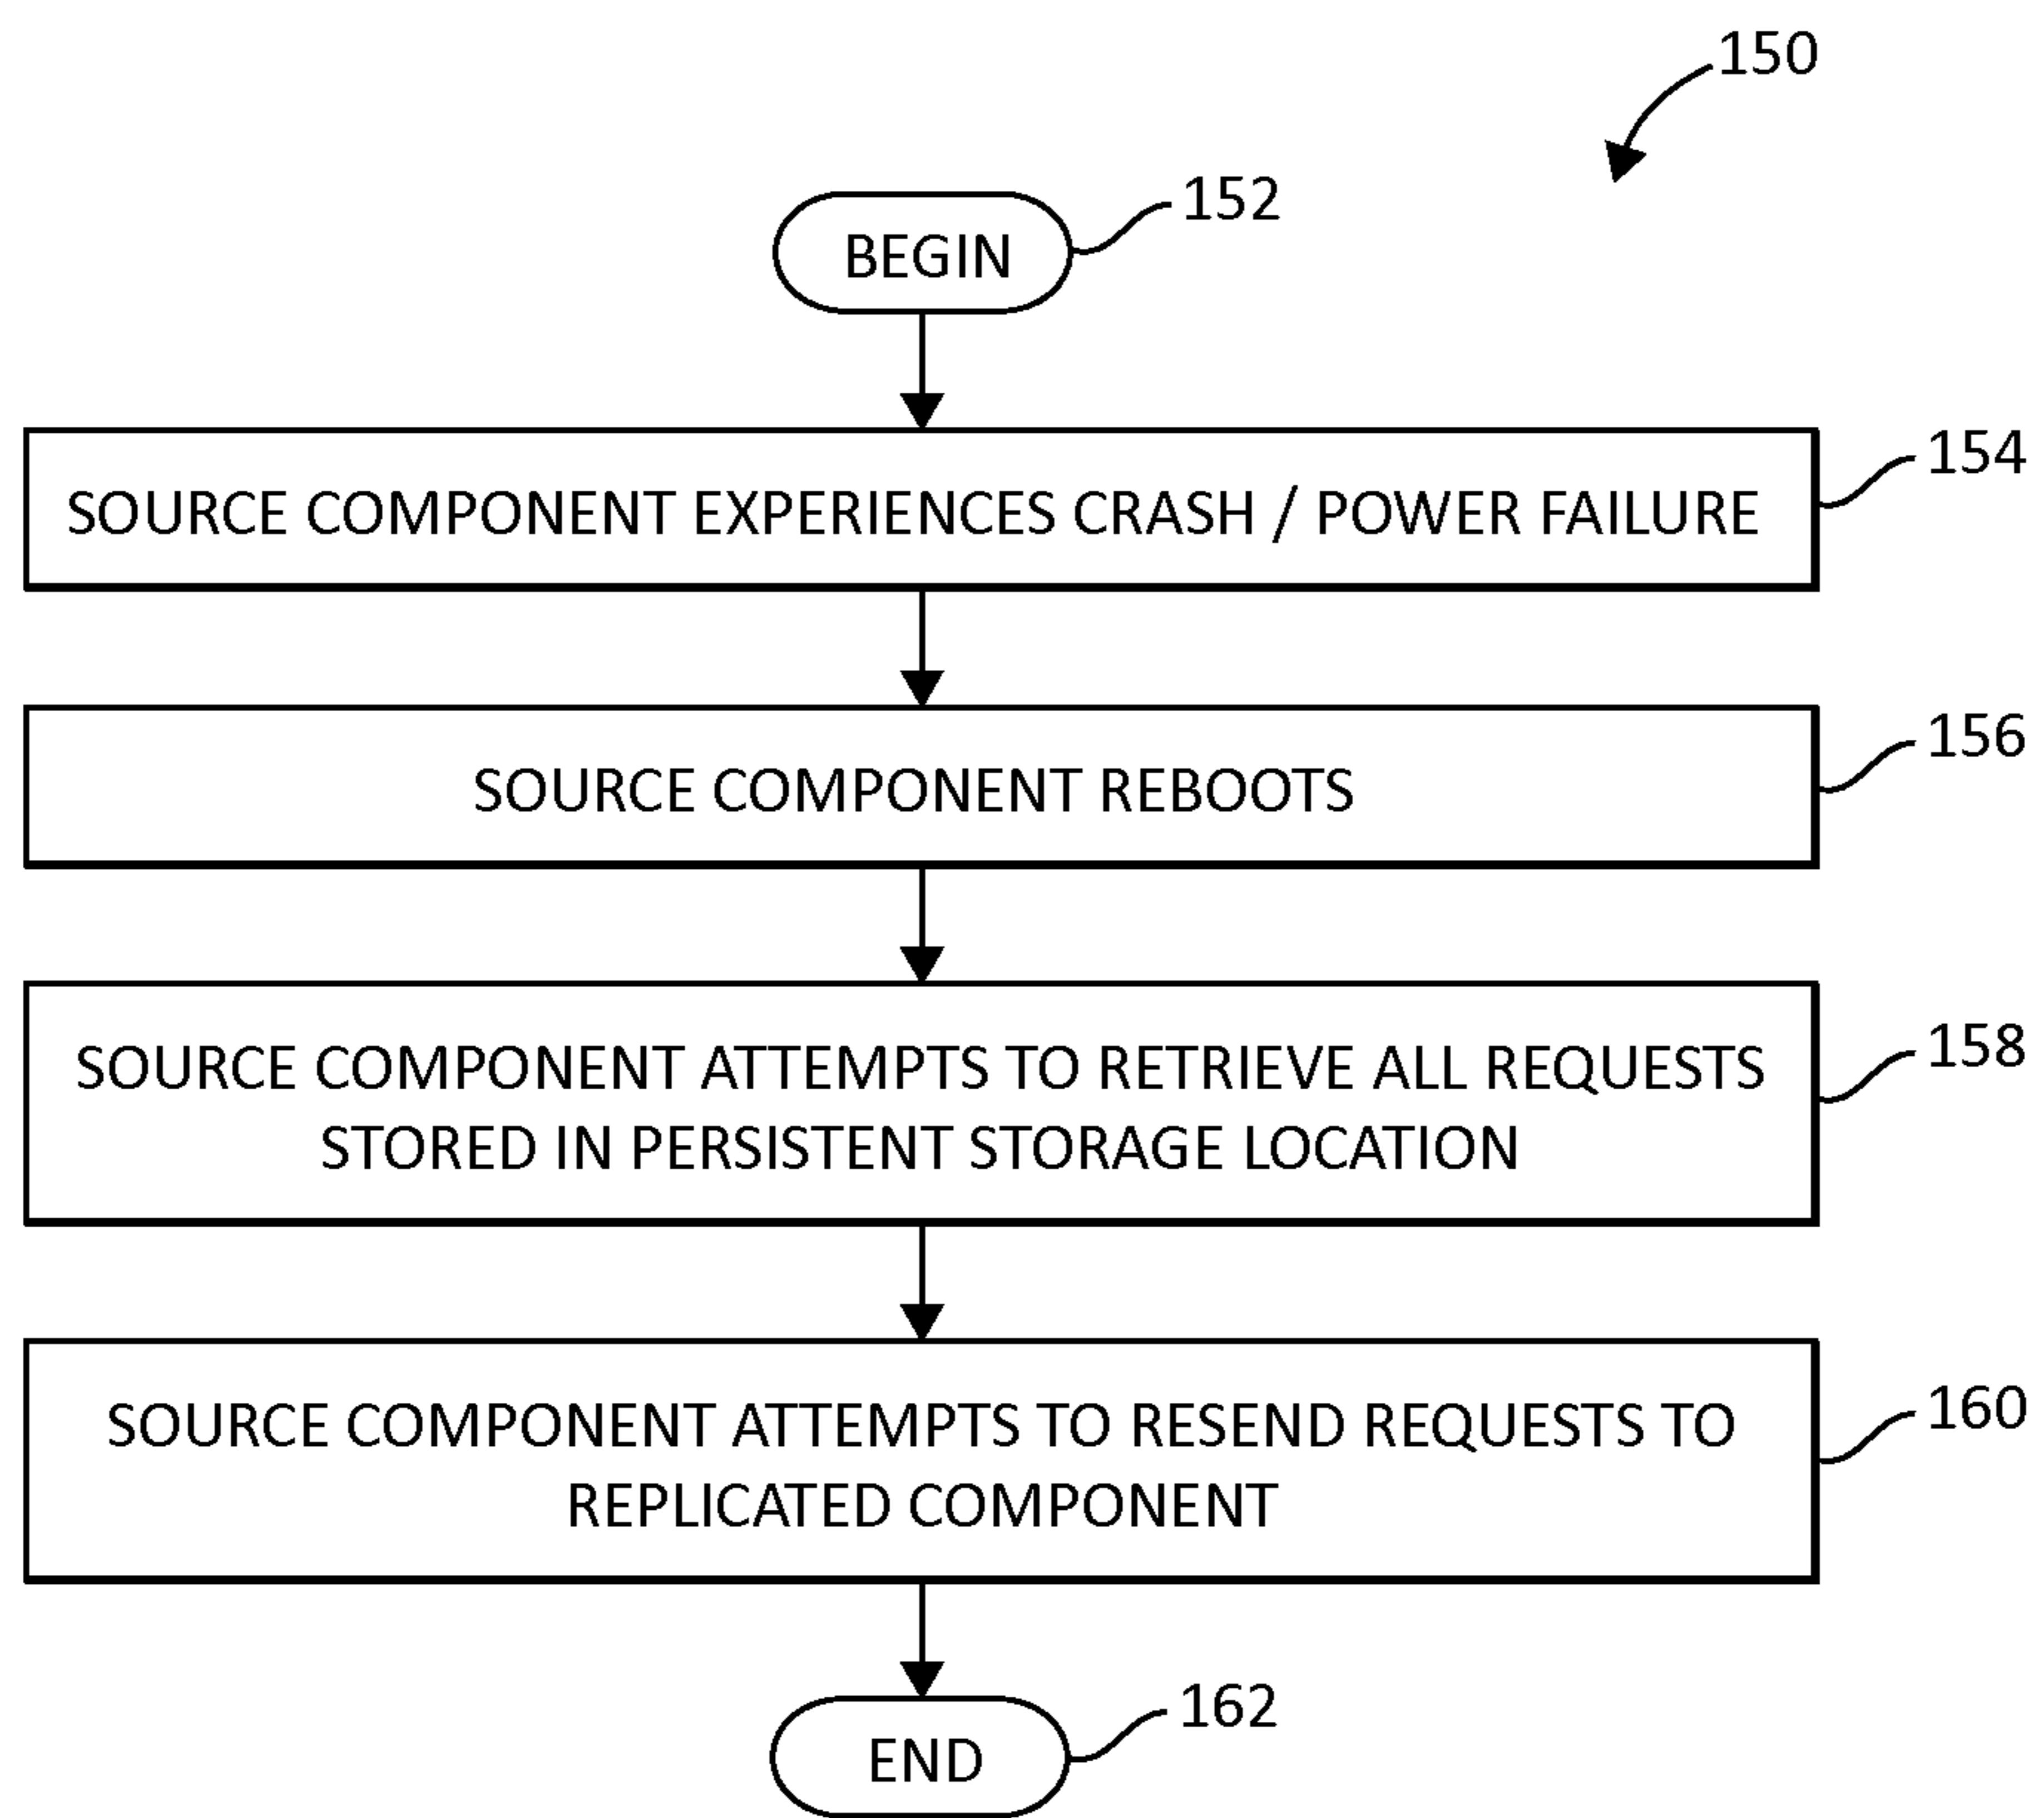 150
152
BEGIN
154
SOURCE COMPONENT EXPERIENCES CRASH / POWER FAILURE
156
SOURCE COMPONENT REBOOTS
158
SOURCE COMPONENT ATTEMPTS TO RETRIEVE ALL REQUESTS
STORED IN PERSISTENT STORAGE LOCATION
160
SOURCE COMPONENT ATTEMPTS TO RESEND REQUESTS TO
REPLICATED COMPONENT
162
END